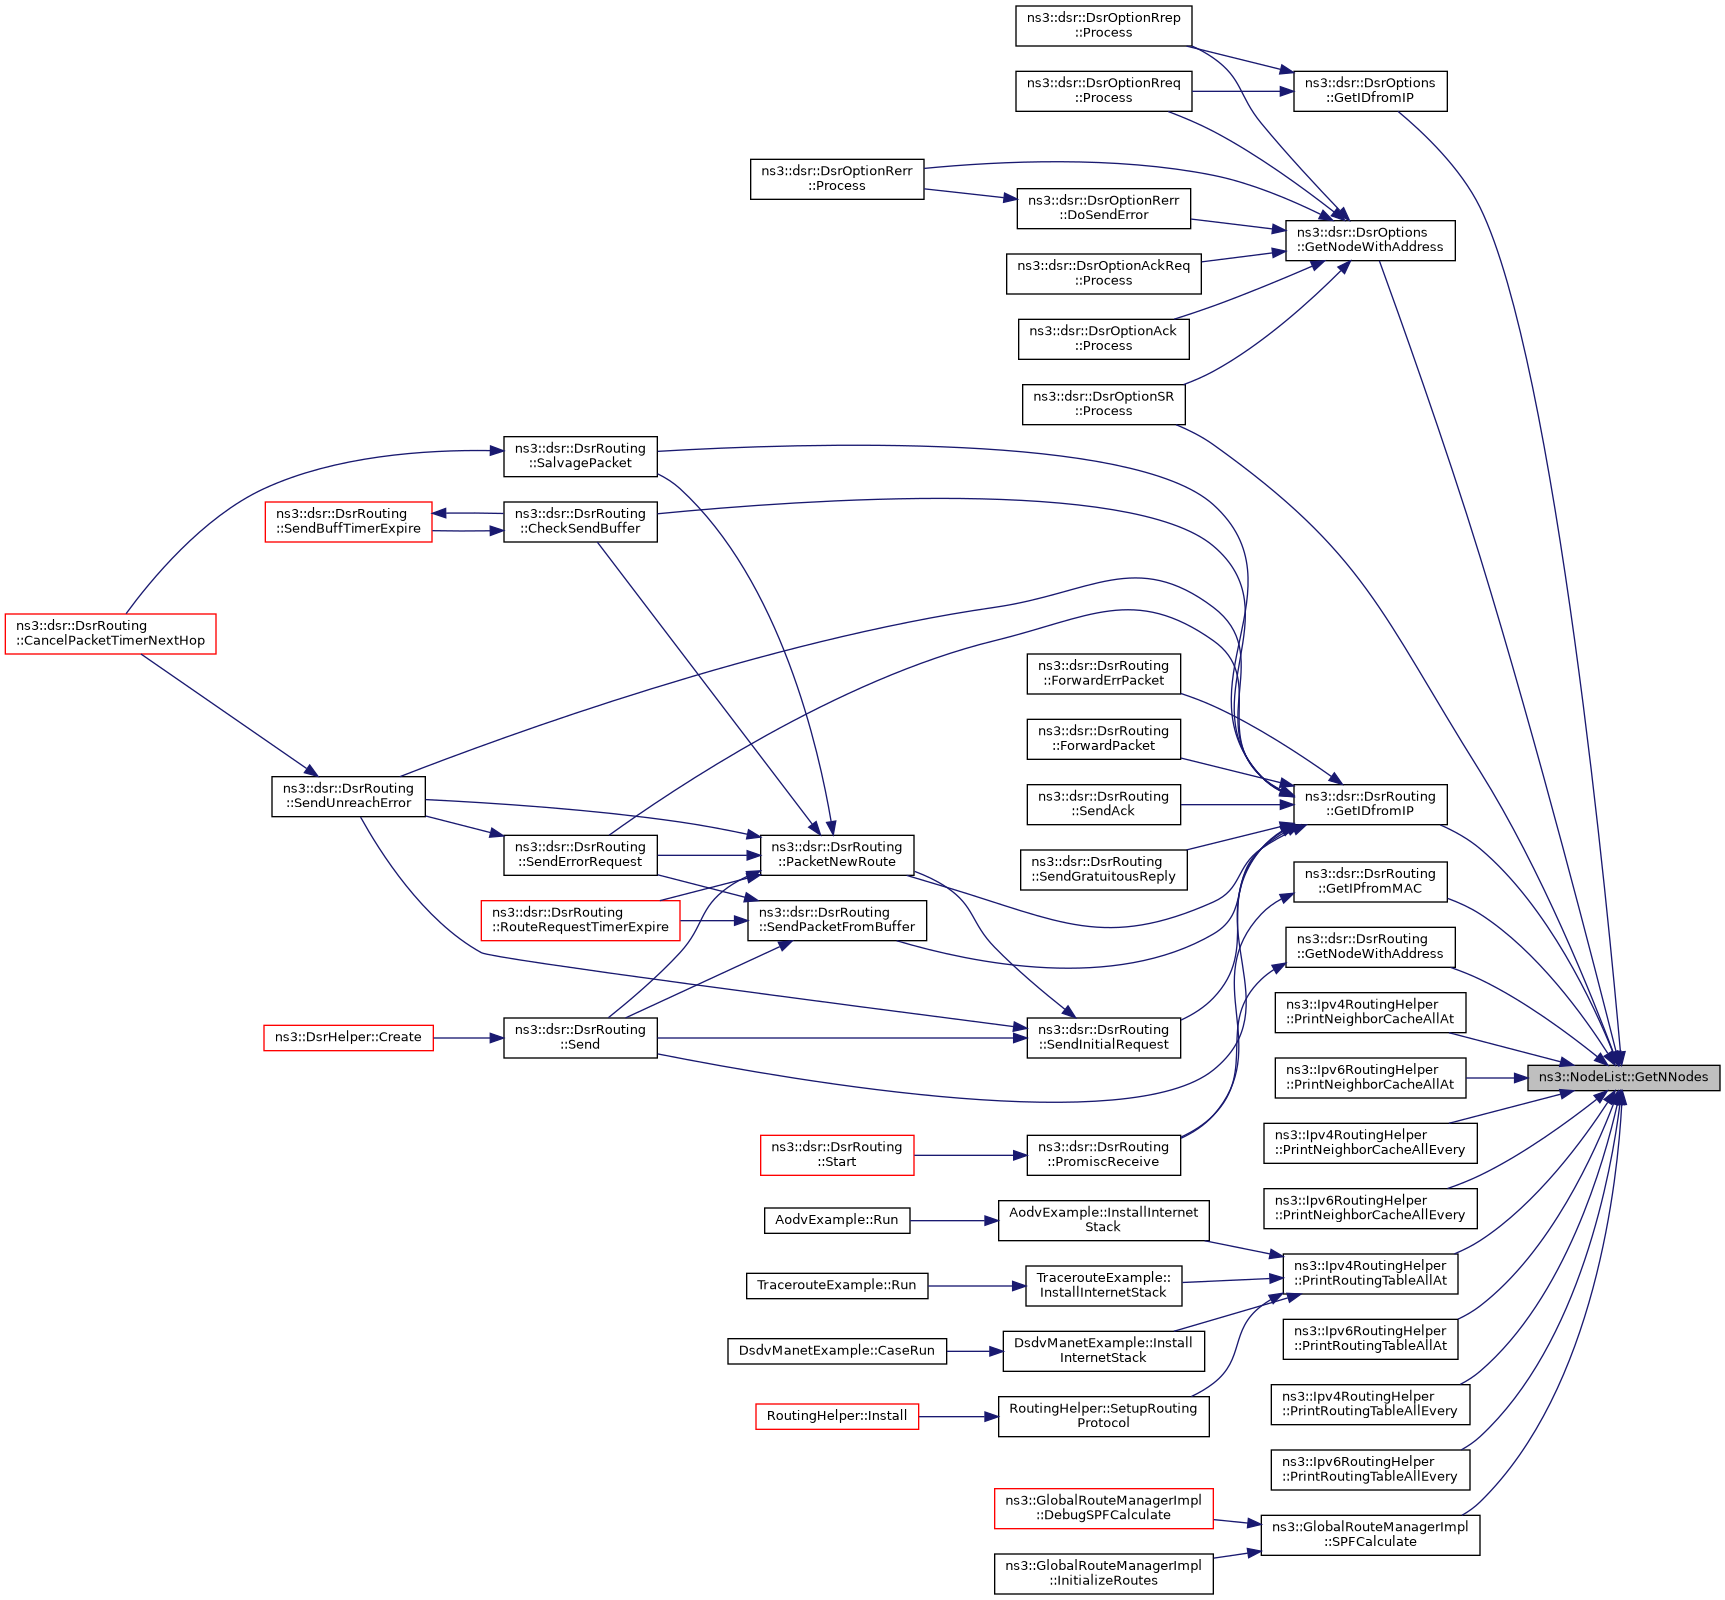 ns3::dsr::DsrOptionRrep
::Process
ns3::dsr::DsrOptions
::GetIDfromIP
ns3::dsr::DsrOptionRreq
::Process
ns3::dsr::DsrOptionRerr
::Process
ns3::dsr::DsrOptionRerr
::DoSendError
ns3::dsr::DsrOptions
::GetNodeWithAddress
ns3::dsr::DsrOptionAckReq
::Process
ns3::dsr::DsrOptionAck
::Process
ns3::dsr::DsrOptionSR
::Process
ns3::dsr::DsrRouting
::SalvagePacket
ns3::dsr::DsrRouting
::SendBuffTimerExpire
ns3::dsr::DsrRouting
::CheckSendBuffer
ns3::dsr::DsrRouting
::CancelPacketTimerNextHop
ns3::dsr::DsrRouting
::ForwardErrPacket
ns3::dsr::DsrRouting
::ForwardPacket
ns3::dsr::DsrRouting
::SendUnreachError
ns3::dsr::DsrRouting
::SendAck
ns3::dsr::DsrRouting
::GetIDfromIP
ns3::dsr::DsrRouting
::SendErrorRequest
ns3::dsr::DsrRouting
::PacketNewRoute
ns3::dsr::DsrRouting
::SendGratuitousReply
ns3::dsr::DsrRouting
::GetIPfromMAC
ns3::dsr::DsrRouting
::RouteRequestTimerExpire
ns3::dsr::DsrRouting
::SendPacketFromBuffer
ns3::dsr::DsrRouting
::GetNodeWithAddress
ns3::Ipv4RoutingHelper
::PrintNeighborCacheAllAt
ns3::DsrHelper::Create
ns3::dsr::DsrRouting
::Send
ns3::dsr::DsrRouting
::SendInitialRequest
ns3::Ipv6RoutingHelper
::PrintNeighborCacheAllAt
ns3::NodeList::GetNNodes
ns3::Ipv4RoutingHelper
::PrintNeighborCacheAllEvery
ns3::dsr::DsrRouting
::Start
ns3::dsr::DsrRouting
::PromiscReceive
ns3::Ipv6RoutingHelper
::PrintNeighborCacheAllEvery
AodvExample::Run
AodvExample::InstallInternet
Stack
ns3::Ipv4RoutingHelper
::PrintRoutingTableAllAt
TracerouteExample::Run
TracerouteExample::
InstallInternetStack
ns3::Ipv6RoutingHelper
::PrintRoutingTableAllAt
DsdvManetExample::CaseRun
DsdvManetExample::Install
InternetStack
ns3::Ipv4RoutingHelper
::PrintRoutingTableAllEvery
RoutingHelper::Install
RoutingHelper::SetupRouting
Protocol
ns3::Ipv6RoutingHelper
::PrintRoutingTableAllEvery
ns3::GlobalRouteManagerImpl
::DebugSPFCalculate
ns3::GlobalRouteManagerImpl
::SPFCalculate
ns3::GlobalRouteManagerImpl
::InitializeRoutes